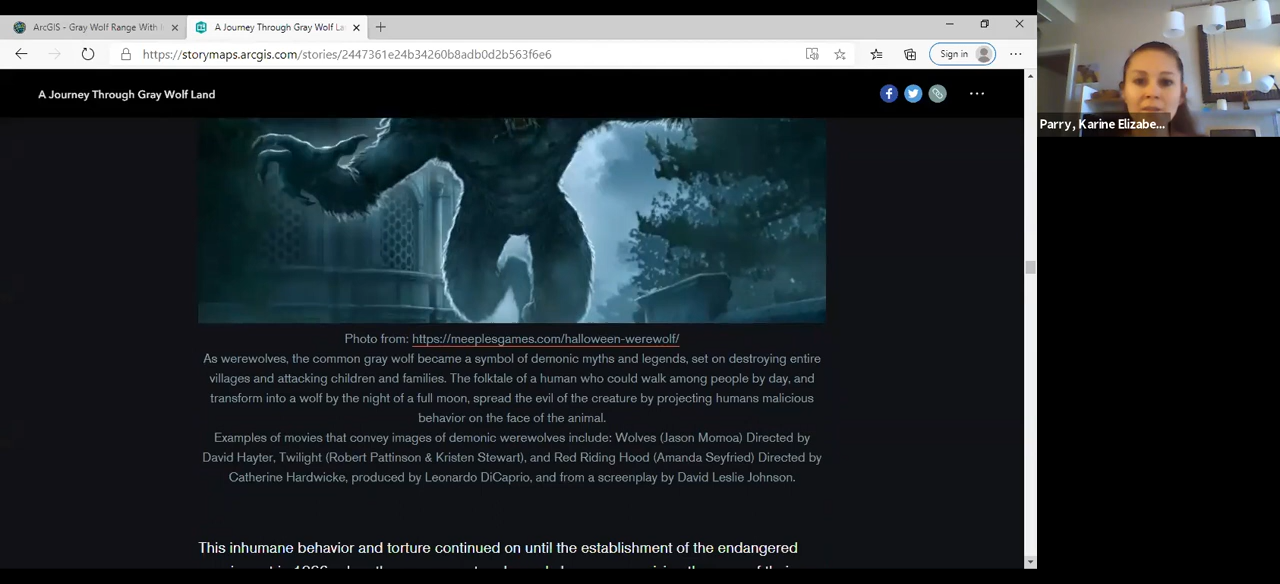 ArcGIS - Gray Wolf Range With
A Journey Through Gray Wolf La
https://storymaps.arcgis.com/stories/2447361e24b34260b8adb0d2b563f6e6
Sign in
A Journey Through Gray Wolf Land
Parry, Karine Elizabe...
Photo from: https://meeplesgames.com/halloween-werewolf/
As werewolves, the common gray wolf became a symbol of demonic myths and legends, set on destroying entire
villages and attacking children and families. The folktale of a human who could walk among people by day, and
transform into a wolf by the night of a full moon, spread the evil of the creature by projecting humans malicious
behavior on the face of the animal.
Examples of movies that convey images of demonic werewolves include: Wolves (Jason Momoa) Directed by
David Hayter, Twilight (Robert Pattinson & Kristen Stewart), and Red Riding Hood (Amanda Seyfried) Directed by
Catherine Hardwicke, produced by Leonardo DiCaprio, and from a screenplay by David Leslie Johnson.
This inhumane behavior and torture continued on until the establishment of the endangered